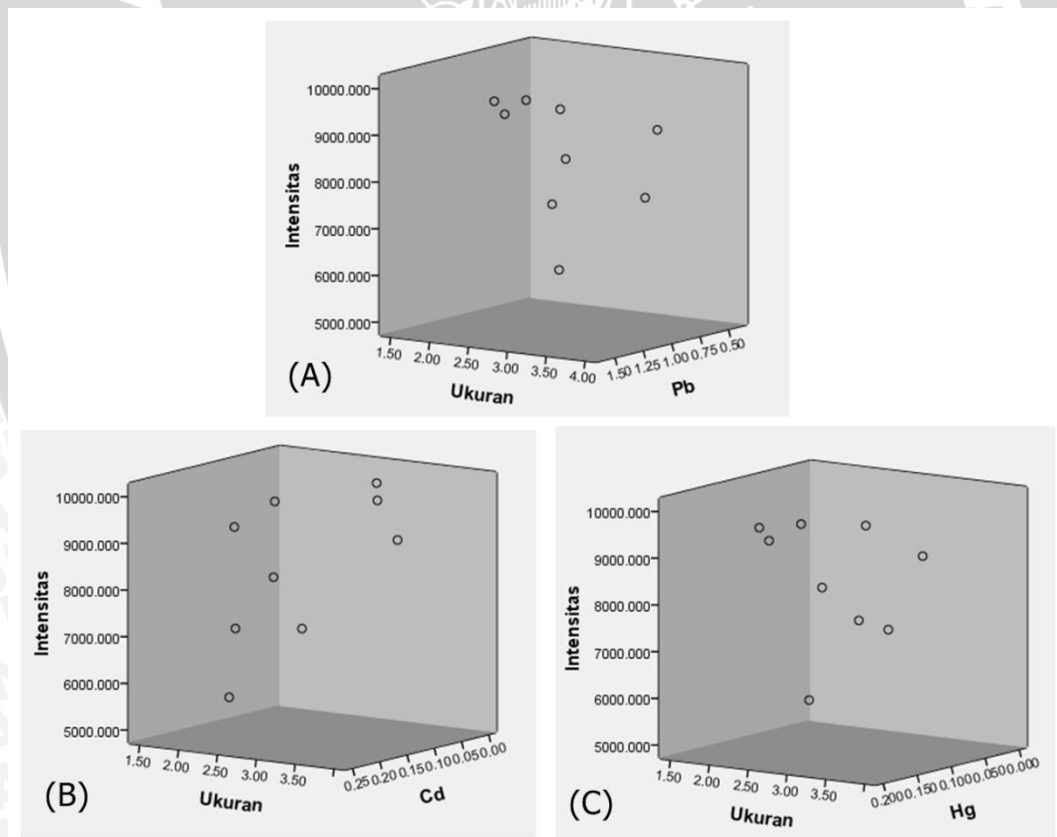 10000.000
9000.000
8000.000
7000.000
6000.000
5000.000
Intensitas
1.50 2.00 2.50 3.00 3.50 4.00
Ukuran
1.50 1.25 1.00 0.75 0.50
Pb
(A)
10000.000
9000.000
8000.000
7000.000
6000.000
5000.000
Intensitas
1.50 2.00 2.50 3.00 3.50
Ukuran
0.25 0.20 0.15 0.10 0.05 0.00
Cd
(B)
10000.000
9000.000
8000.000
7000.000
6000.000
5000.000
Intensitas
1.50 2.00 2.50 3.00 3.50
Ukuran
0.200 0.150 0.100 0.050 0.000
Hg
(C)